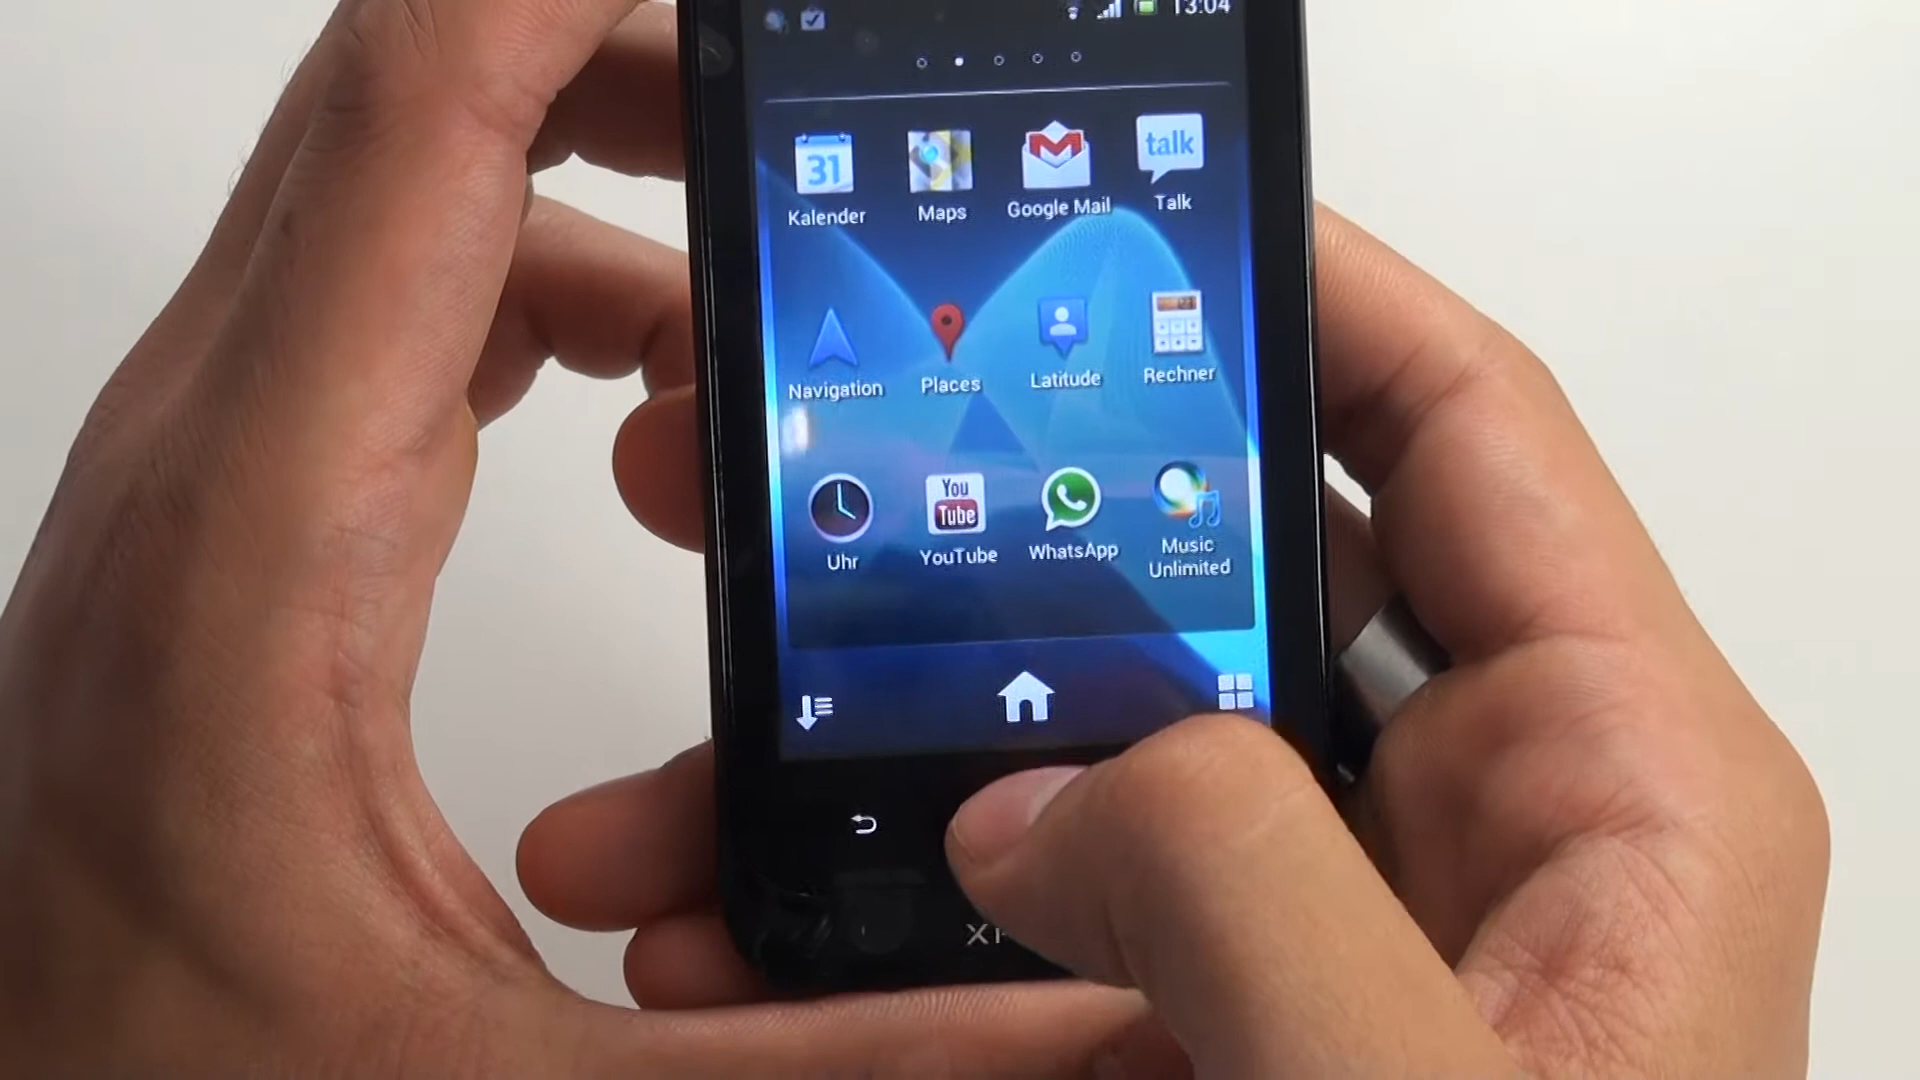 13:04
31
talk
Kalender
Maps
Google Mail
Talk
Navigation
Places
Latitude
Rechner
You
Tube
Uhr
YouTube
WhatsApp
Music
Unlimited